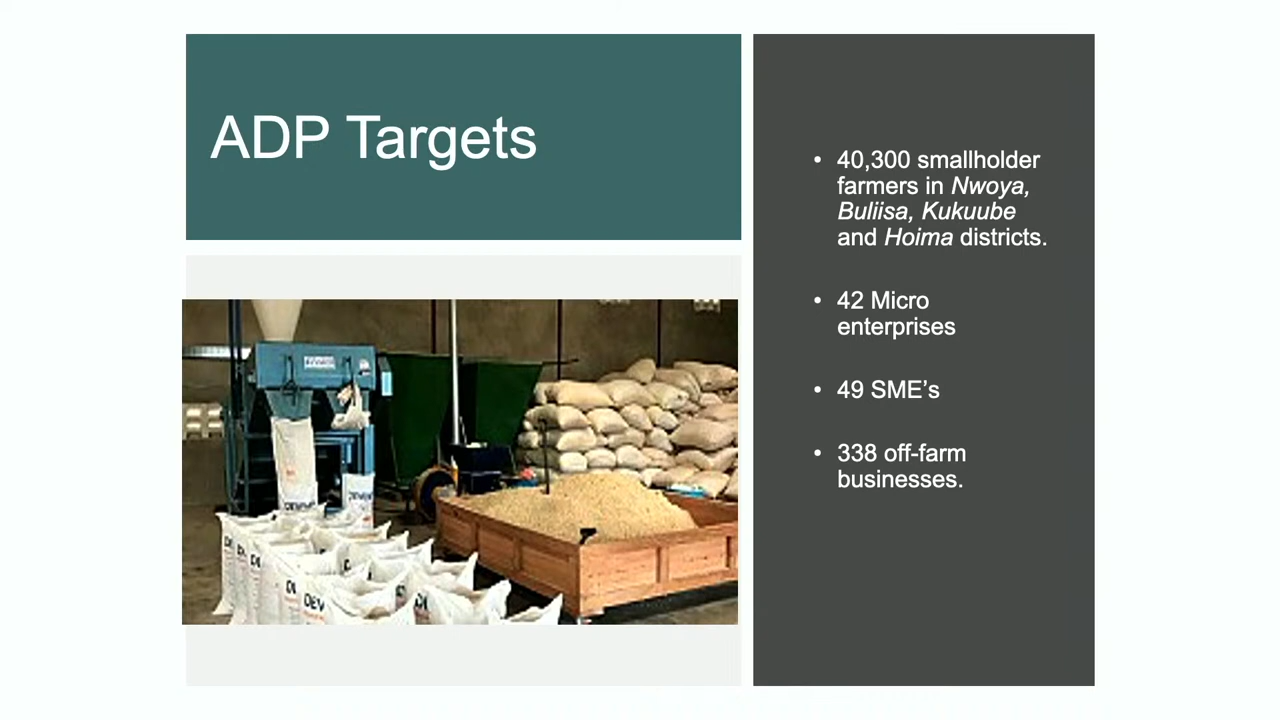 ADP Targets
• 40,300 smallholder
farmers in Nwoya,
Buliisa, Kukuube
and Hoima districts.
• 42 Micro
enterprises
• 49 SME's
• 338 off-farm
businesses.